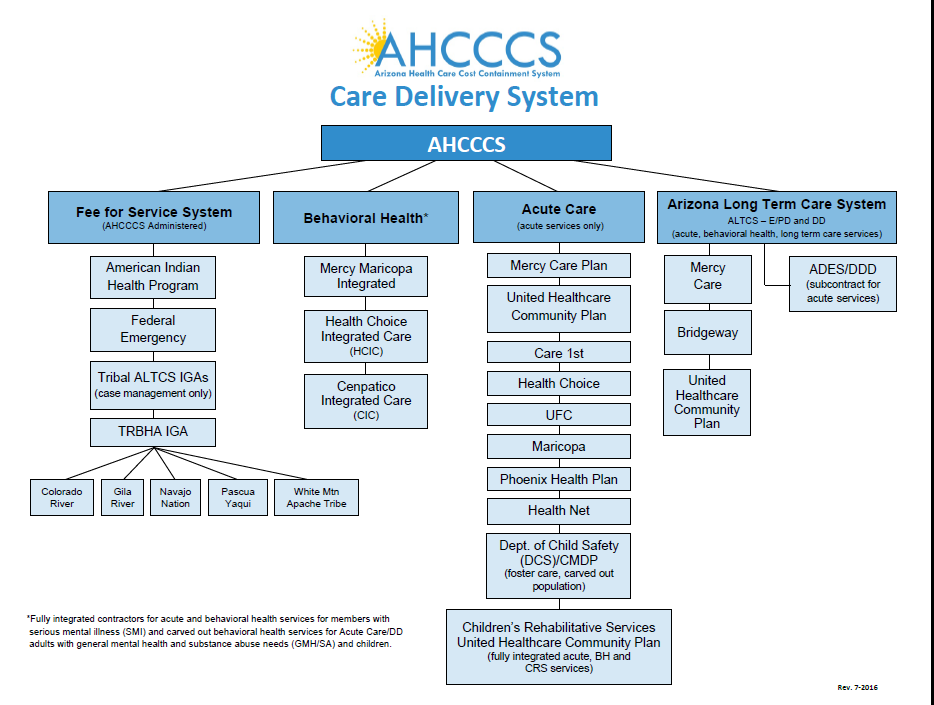 AHCCCS
Arizona Health Care Cost Containment System
Care Delivery System
AHCCCS
Fee for Service System
(AHCCCS Administered)
American Indian
Health Program
Federal
Emergency
Tribal ALTCS IGAs
(case management only)
TRBHA IGA
Colorado
River
Gila
River
Navajo
Nation
Pascua
Yaqui
White Mtn
Apache Tribe
Behavioral Health*
Mercy Maricopa
Integrated
Health Choice
Integrated Care
(HCIC)
Cenpatico
Integrated Care
(CIC)
Acute Care
(acute services only)
Mercy Care Plan
United Healthcare
Community Plan
Care 1st
Health Choice
UFC
Maricopa
Phoenix Health Plan
Health Net
Dept. of Child Safety
(DCS)/CMDP
(foster care, carved out
population)
Children's Rehabilitative Services
United Healthcare Community Plan
(fully integrated acute, BH and
CRS services)
Arizona Long Term Care System
ALTCS – E/PD and DD
(acute, behavioral health, long term care services)
Mercy
Care
Bridgeway
United
Healthcare
Community
Plan
ADES/DDD
(subcontract for
acute services)
*Fully integrated contractors for acute and behavioral health services for members with
serious mental illness (SMI) and carved out behavioral health services for Acute Care/DD
adults with general mental health and substance abuse needs (GMH/SA) and children.
Rev. 7-2016